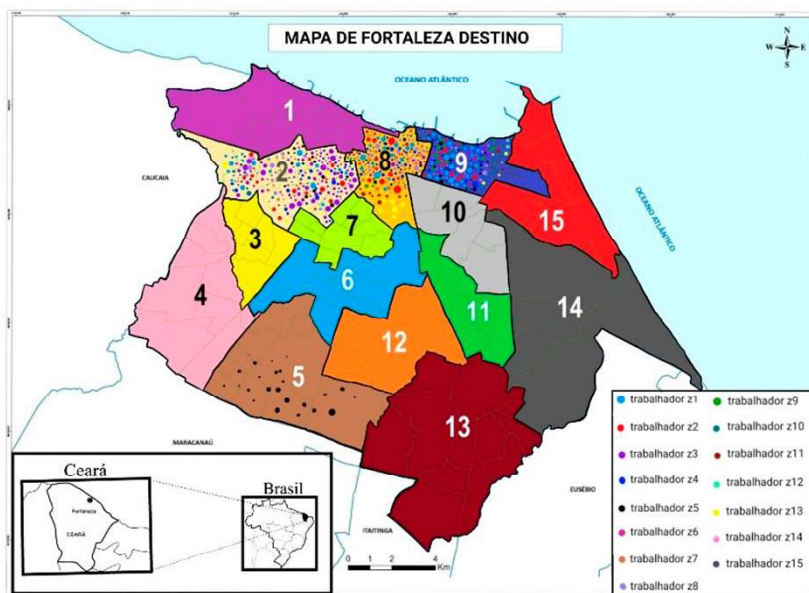 MAPA DE FORTALEZA DESTINO
N
W E
S
OCEANO ATLÂNTICO
OCEANO ATLÂNTICO
CAUCAIA
MARACANAÚ
ITAITINGA
EUSÉBIO
1
2
8
9
3
7
10
15
4
6
11
14
5
12
13
trabalhador z1
trabalhador z2
trabalhador z3
trabalhador z4
trabalhador z5
trabalhador z6
trabalhador z7
trabalhador z8
trabalhador z9
trabalhador z10
trabalhador z11
trabalhador z12
trabalhador z13
trabalhador z14
trabalhador z15
Ceará
Fortaleza
CEARÁ
Brasil
0 1 2 4
Km